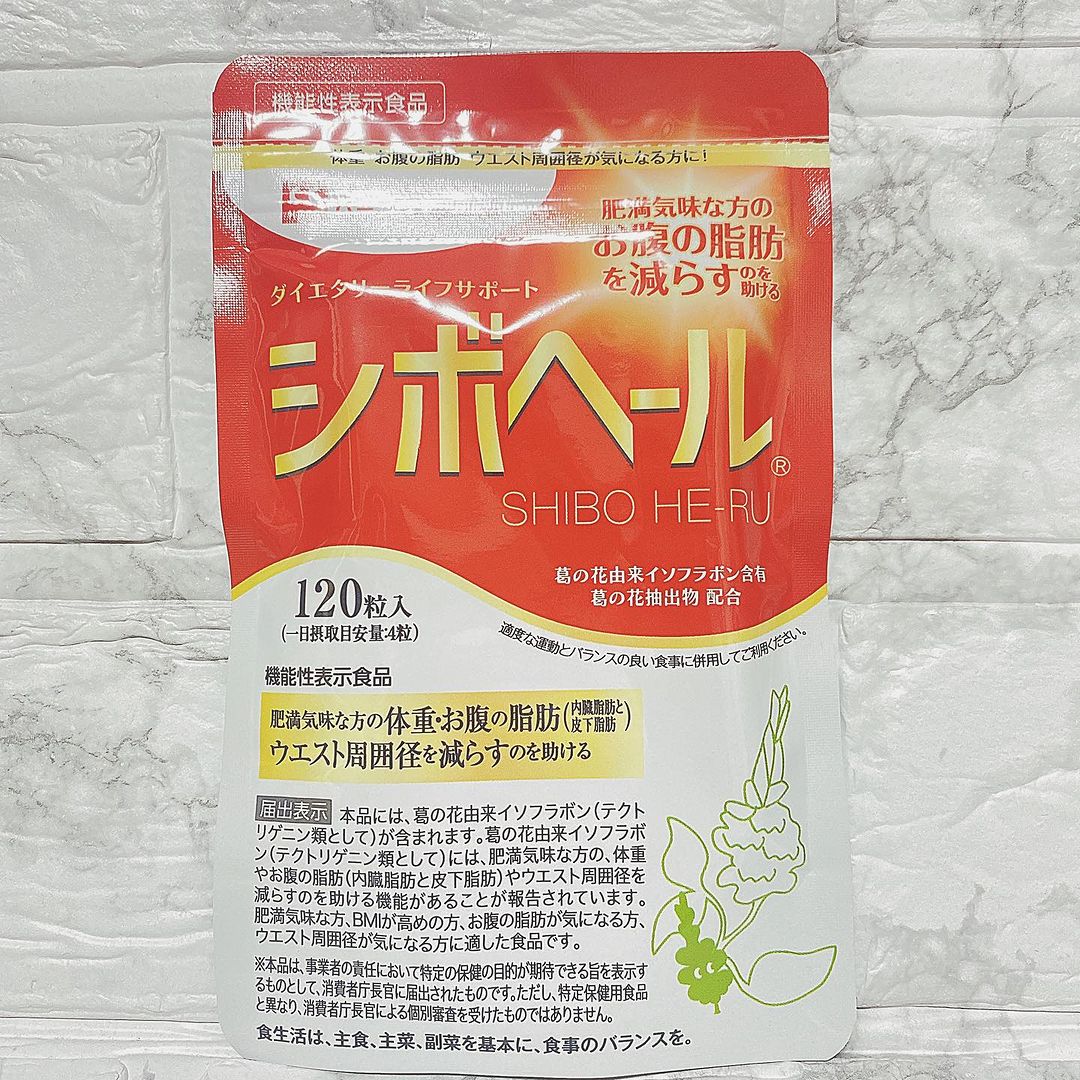 機能性表示食品
体重 お腹の脂肪 ウエスト周囲径が気になる方に!
肥満気味な方の
お腹の脂肪
を減らすのを助ける
ダイエタリーライフサポート
シボヘール®
SHIBO HE-RU
葛の花由来イソフラボン含有
葛の花抽出物 配合
120粒入
(一日摂取目安量:4粒)
適度な運動とバランスの良い食事に併用してご利用ください。
機能性表示食品
肥満気味な方の体重・お腹の脂肪(内臓脂肪と皮下脂肪)
ウエスト周囲径を減らすのを助ける
届出表示 本品には、葛の花由来イソフラボン(テクト
リゲニン類として)が含まれます。葛の花由来イソフラボ
ン(テクトリゲニン類として)には、肥満気味な方の、体重
やお腹の脂肪(内臓脂肪と皮下脂肪)やウエスト周囲径を
減らすのを助ける機能があることが報告されています。
肥満気味な方、BMIが高めの方、お腹の脂肪が気になる方、
ウエスト周囲径が気になる方に適した食品です。
※本品は、事業者の責任において特定の保健の目的が期待できる旨を表示す
るものとして、消費者庁長官に届出されたものです。ただし、特定保健用食品
と異なり、消費者庁長官による個別審査を受けたものではありません。
食生活は、主食、主菜、副菜を基本に、食事のバランスを。